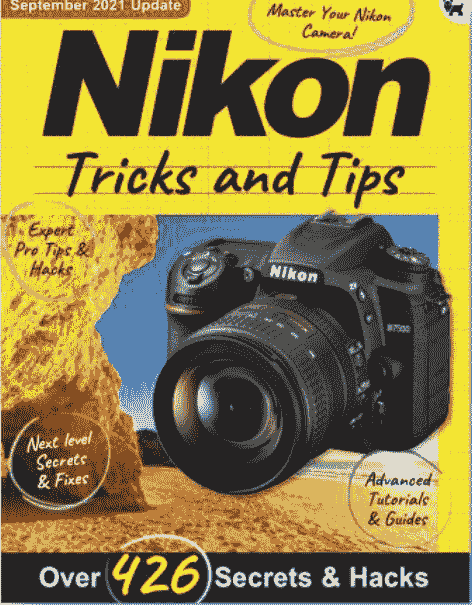 September 2021 Update
Master Your Nikon
Camera!
Nikon
Tricks and Tips
Expert
Pro Tips &
Hacks
Nikon
D7500
Next level
Secrets
& Fixes
Advanced
Tutorials
& Guides
Over 426 Secrets & Hacks